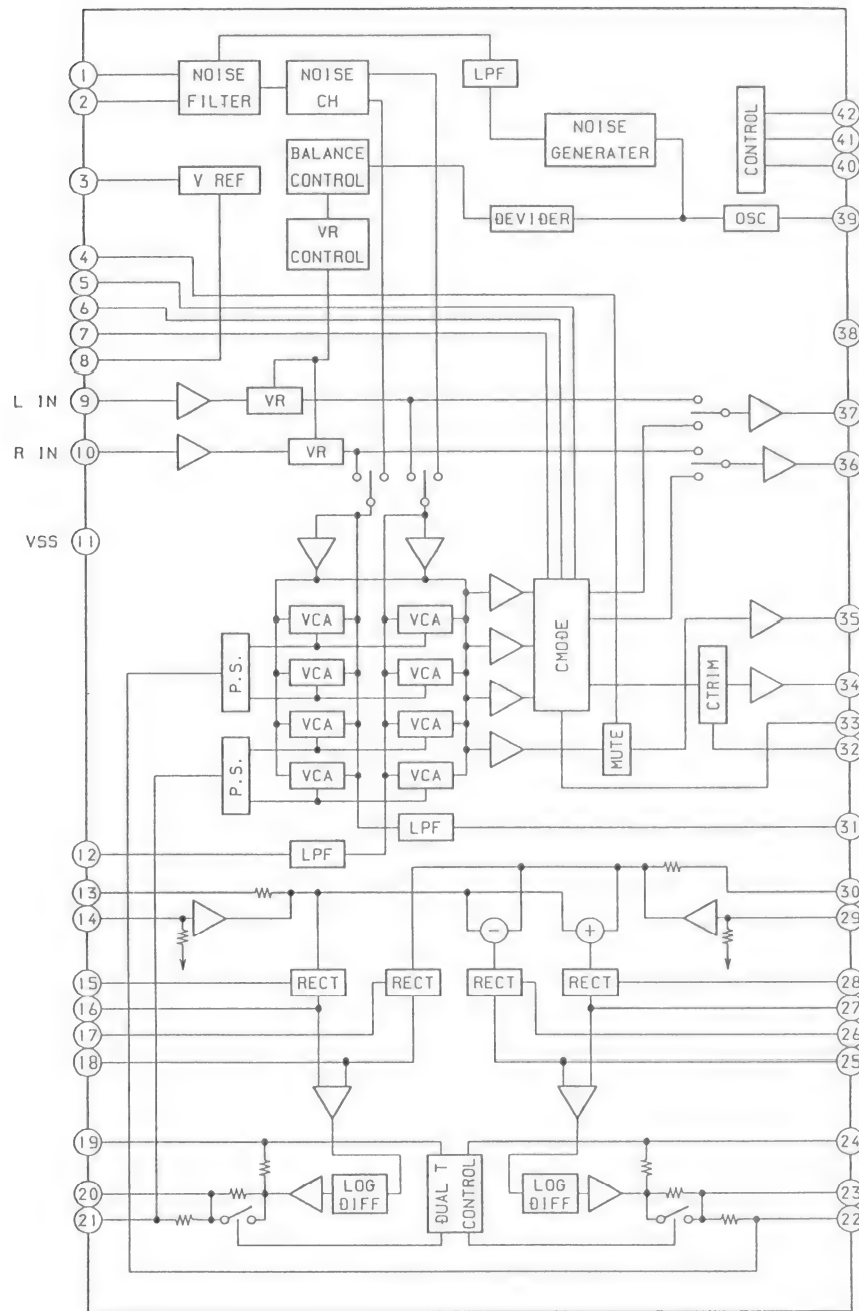 1
NOISE
FILTER
NOISE
CH
LPF
2
NOISE
GENERATER
CONTROL
42
41
40
3
V REF
BALANCE
CONTROL
DEVIDER
OSC
39
VR
CONTROL
4
5
6
7
8
38
L IN
9
VR
37
R IN
10
VR
36
VSS
11
VCA
VCA
CMODE
35
P.S.
VCA
VCA
CTRIM
34
33
VCA
VCA
MUTE
32
P.S.
VCA
VCA
LPF
31
12
LPF
13
30
14
29
-
+
15
RECT
RECT
RECT
RECT
28
16
27
17
26
18
25
19
24
DUAL T
CONTROL
20
LOG
DIFF
LOG
DIFF
23
21
22